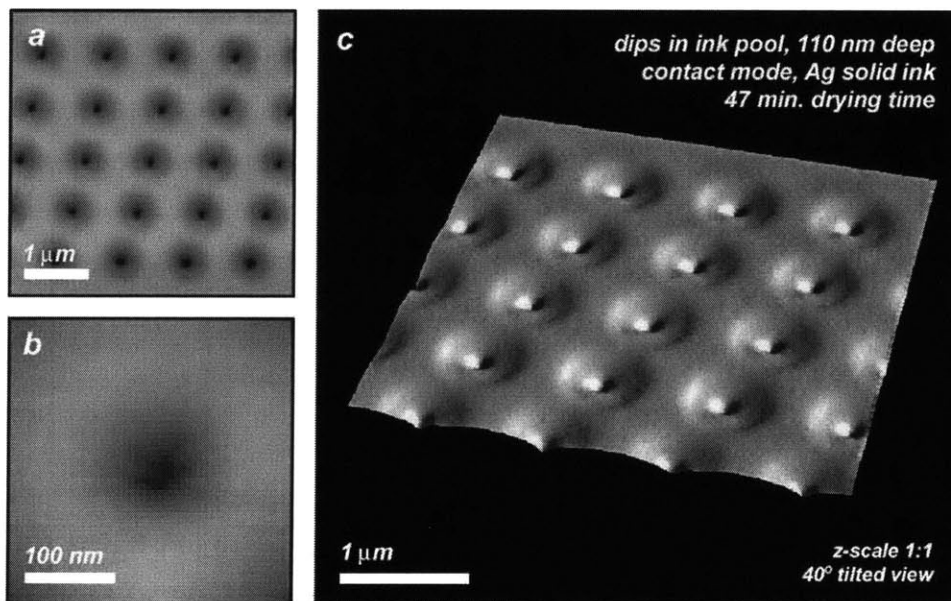 a
1 µm
b
100 nm
c
dips in ink pool, 110 nm deep
contact mode, Ag solid ink
47 min. drying time
1 µm
z-scale 1:1
40° tilted view